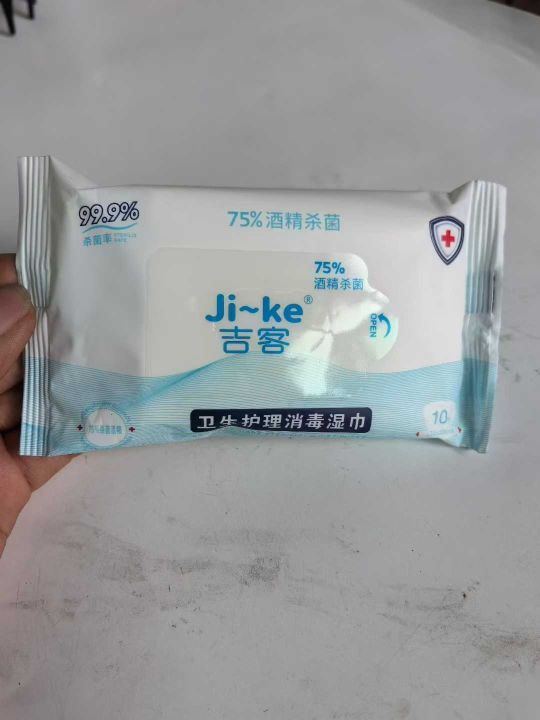 99.9%
杀菌率
75%酒精杀菌
75%
酒精杀菌
OPEN
Ji~ke®
吉客
卫生护理消毒湿巾
10